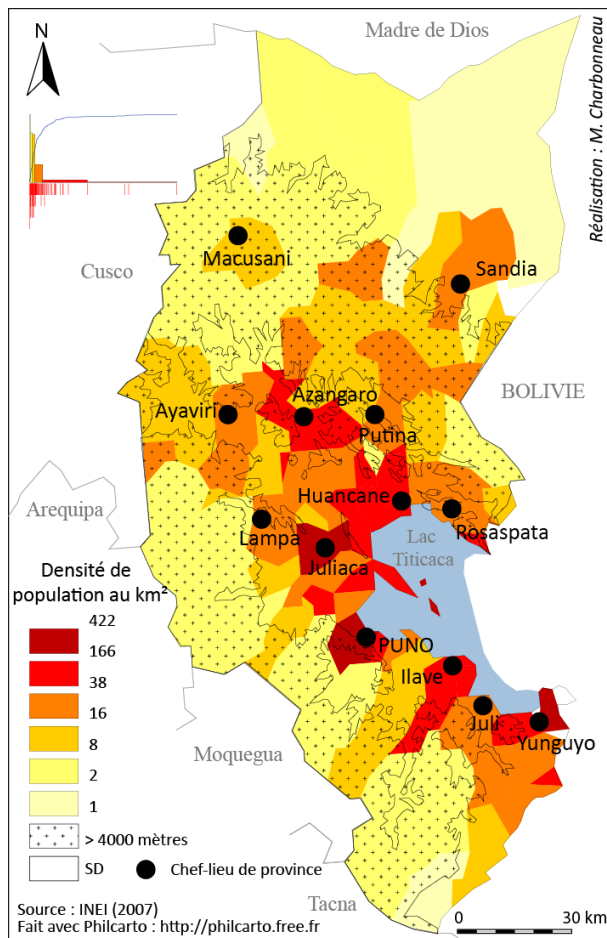 Madre de Dios
Réalisation : M. Charbonneau
N
Macusani
Sandia
Cusco
BOLIVIE
Ayaviri
Azangaro
Putina
Huancane
Rosaspata
Arequipa
Lampa
Juliaca
Lac
Titicaca
Densité de
population au km²
422
166
38
16
8
2
1
PUNO
Ilave
Juli
Yunguyo
Moquegua
> 4000 mètres
SD
Chef-lieu de province
Tacna
Source : INEI (2007)
Fait avec Philcarto : http://philcarto.free.fr
0 30 km